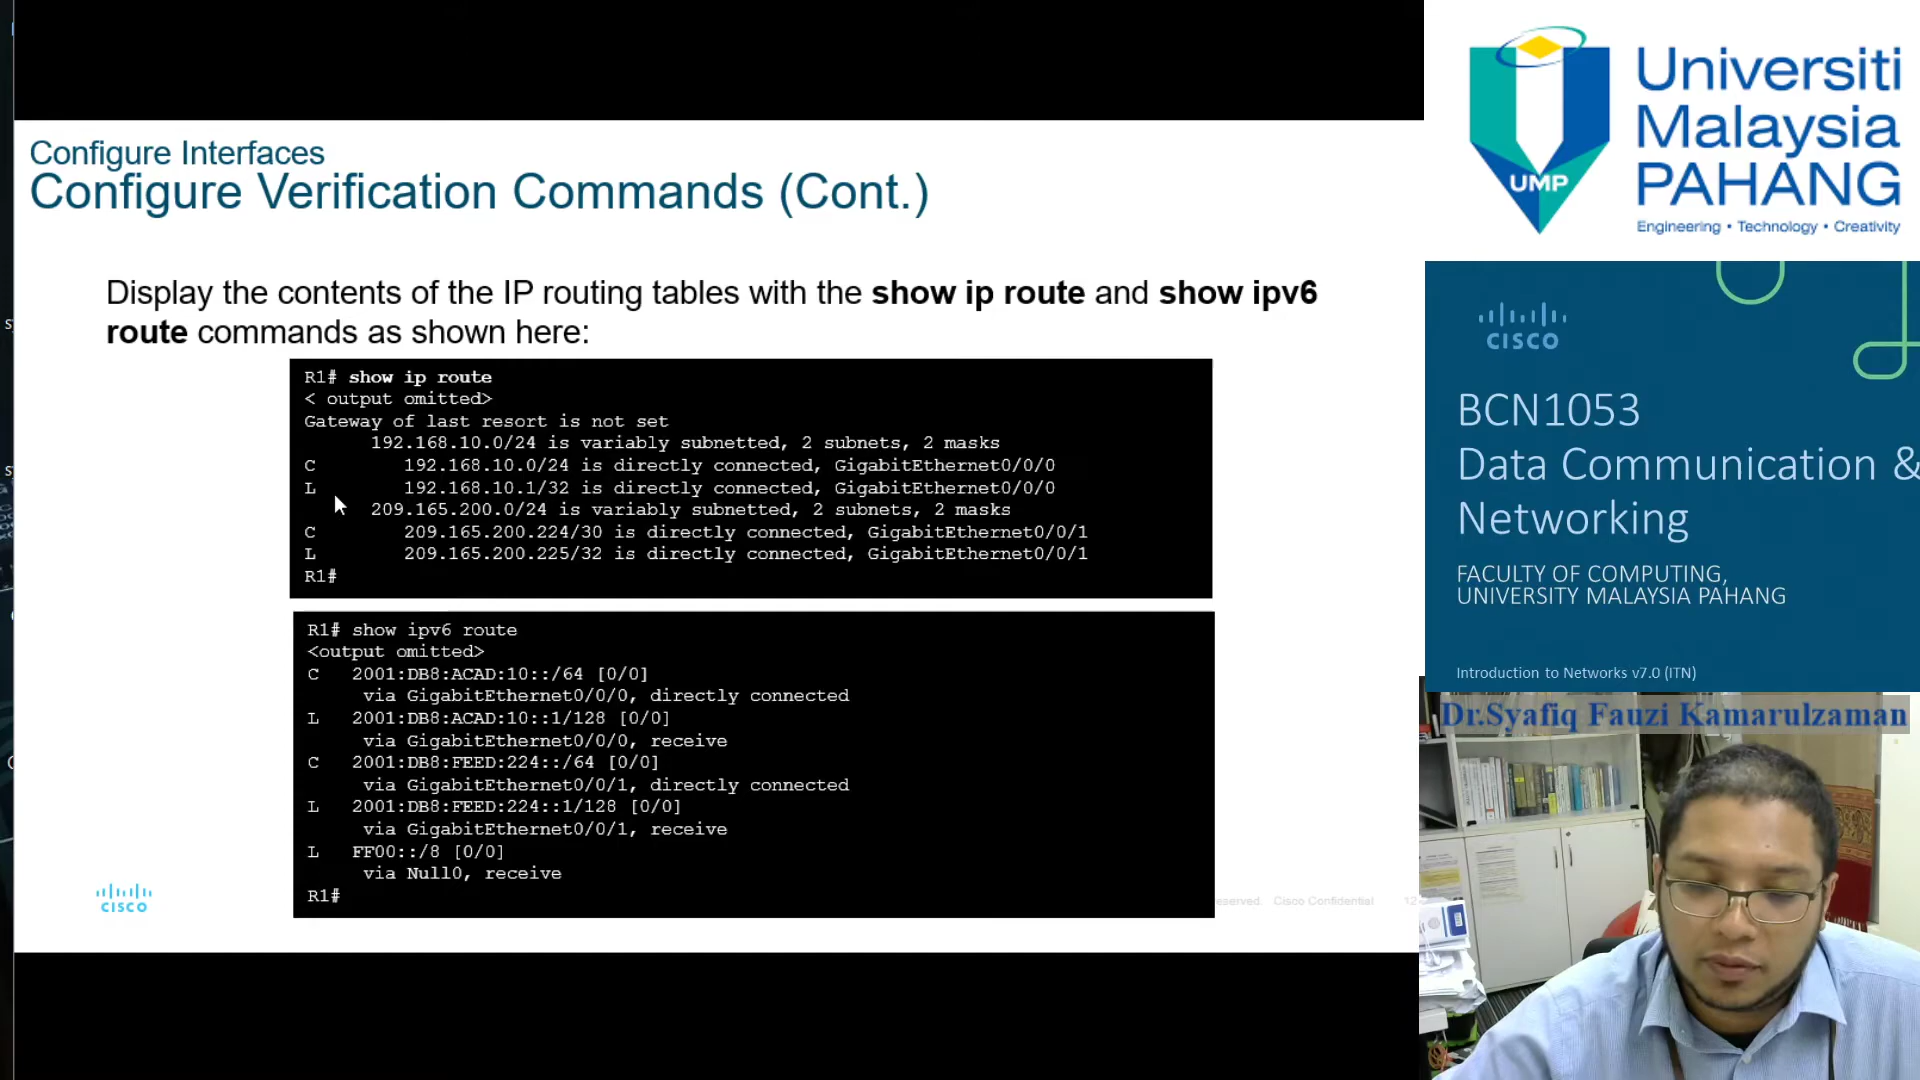 Configure Interfaces
Configure Verification Commands (Cont.)
Display the contents of the IP routing tables with the show ip route and show ipv6
route commands as shown here:
R1# show ip route
< output omitted>
Gateway of last resort is not set
192.168.10.0/24 is variably subnetted, 2 subnets, 2 masks
C 192.168.10.0/24 is directly connected, GigabitEthernet0/0/0
L 192.168.10.1/32 is directly connected, GigabitEthernet0/0/0
209.165.200.0/24 is variably subnetted, 2 subnets, 2 masks
C 209.165.200.224/30 is directly connected, GigabitEthernet0/0/1
L 209.165.200.225/32 is directly connected, GigabitEthernet0/0/1
R1#
R1# show ipv6 route
<output omitted>
C 2001:DB8:ACAD:10::/64 [0/0]
via GigabitEthernet0/0/0, directly connected
L 2001:DB8:ACAD:10::1/128 [0/0]
via GigabitEthernet0/0/0, receive
C 2001:DB8:FEED:224::/64 [0/0]
via GigabitEthernet0/0/1, directly connected
L 2001:DB8:FEED:224::1/128 [0/0]
via GigabitEthernet0/0/1, receive
L FF00::/8 [0/0]
via Null0, receive
R1#
CISCO
eserved. Cisco Confidential 12
UMP
Universiti
Malaysia
PAHANG
Engineering • Technology • Creativity
CISCO
BCN1053
Data Communication &
Networking
FACULTY OF COMPUTING,
UNIVERSITY MALAYSIA PAHANG
Introduction to Networks v7.0 (ITN)
Dr.Syafiq Fauzi Kamarulzaman